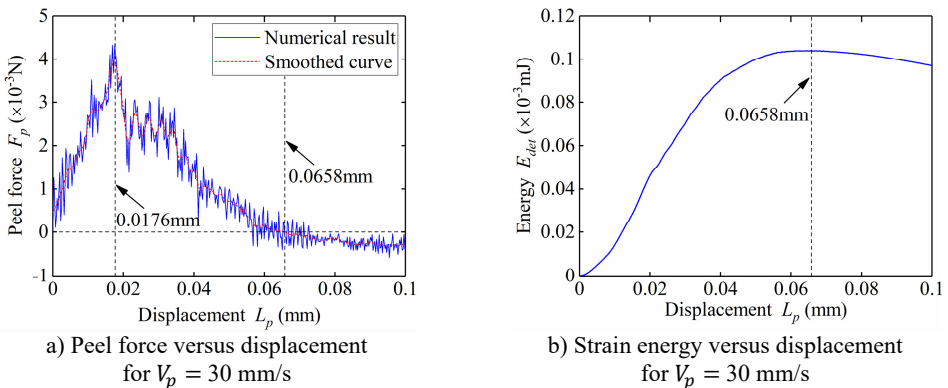 Numerical result
Smoothed curve
Peel force F_p (×10⁻³N)
5
4
3
2
1
0
-1
0.0658mm
0.0176mm
0 0.02 0.04 0.06 0.08 0.1
Displacement L_p (mm)
a) Peel force versus displacement
for V_p = 30 mm/s
Energy E_det (×10⁻³mJ)
0.12
0.1
0.08
0.06
0.04
0.02
0
0.0658mm
0 0.02 0.04 0.06 0.08 0.1
Displacement L_p (mm)
b) Strain energy versus displacement
for V_p = 30 mm/s